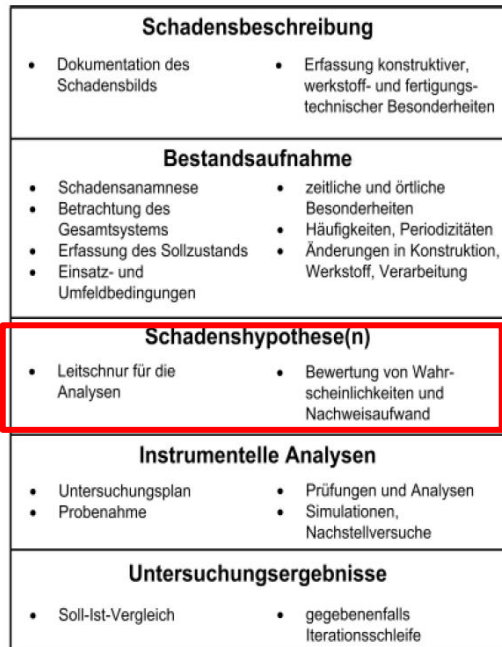 Schadensbeschreibung
• Dokumentation des
Schadensbilds
• Erfassung konstruktiver,
werkstoff- und fertigungs-
technischer Besonderheiten
Bestandsaufnahme
• Schadensanamnese
• Betrachtung des
Gesamtsystems
• Erfassung des Sollzustands
• Einsatz- und
Umfeldbedingungen
• zeitliche und örtliche
Besonderheiten
• Häufigkeiten, Periodizitäten
• Änderungen in Konstruktion,
Werkstoff, Verarbeitung
Schadenshypothese(n)
• Leitschnur für die
Analysen
• Bewertung von Wahr-
scheinlichkeiten und
Nachweisaufwand
Instrumentelle Analysen
• Untersuchungsplan
• Probenahme
• Prüfungen und Analysen
• Simulationen,
Nachstellversuche
Untersuchungsergebnisse
• Soll-Ist-Vergleich
• gegebenenfalls
Iterationsschleife